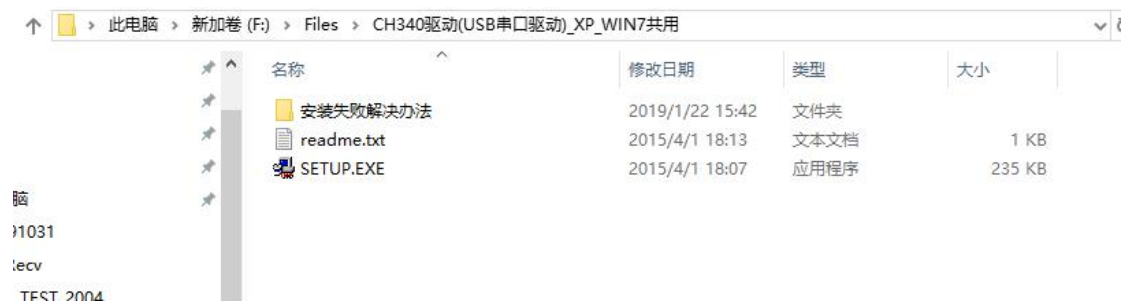 此电脑 > 新加卷 (F:) > Files > CH340驱动(USB串口驱动)_XP_WIN7共用
名称 修改日期 类型 大小
安装失败解决办法 2019/1/22 15:42 文件夹
readme.txt 2015/4/1 18:13 文本文档 1 KB
SETUP.EXE 2015/4/1 18:07 应用程序 235 KB
脑
91031
Recv
_TEST_2004